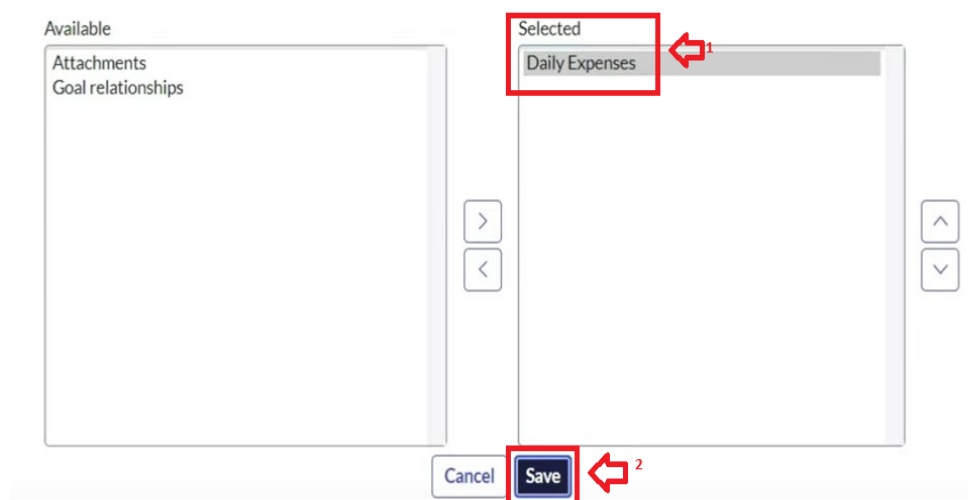 Available
Attachments
Goal relationships
Selected
Daily Expenses
1
Cancel
Save
2